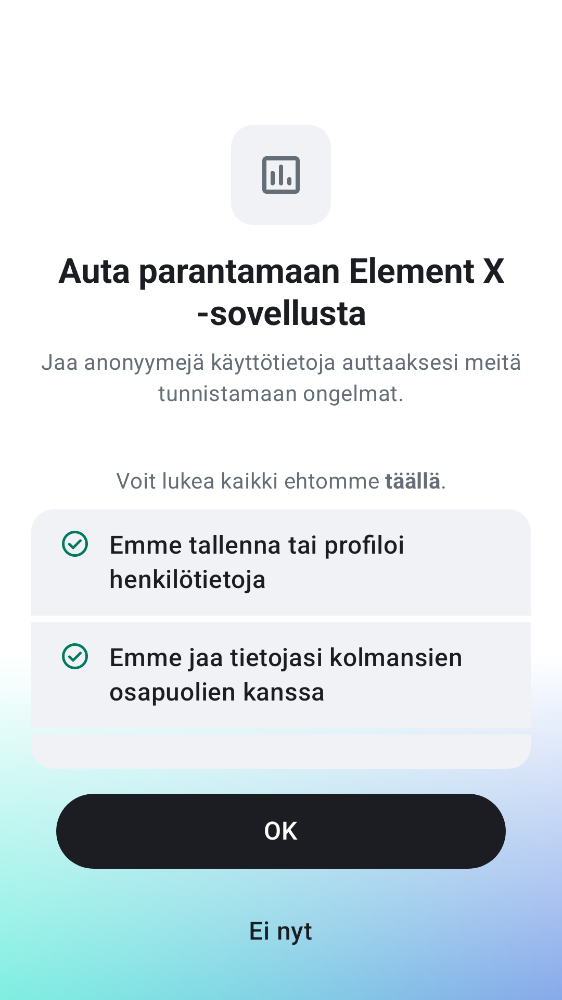 Auta parantamaan Element X
-sovellusta
Jaa anonyymejä käyttötietoja auttaaksesi meitä
tunnistamaan ongelmat.
Voit lukea kaikki ehtomme täällä.
Emme tallenna tai profiloi
henkilötietoja
Emme jaa tietojasi kolmansien
osapuolien kanssa
OK
Ei nyt